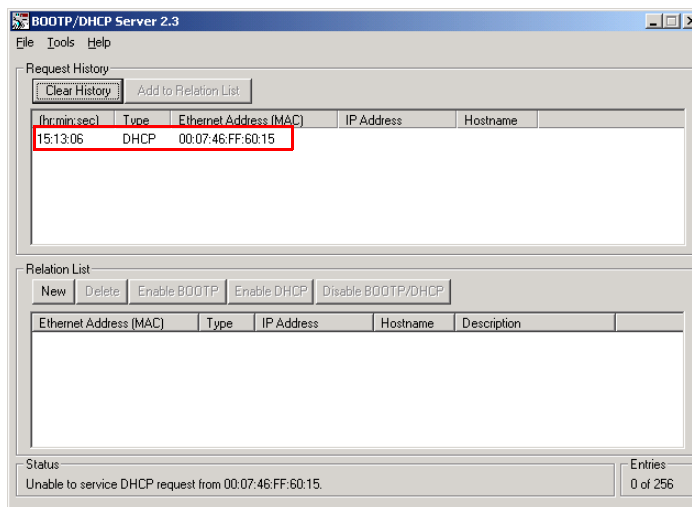 BOOTP/DHCP Server 2.3
File Tools Help
Request History
Clear History Add to Relation List
(hr:min:sec) Type Ethernet Address (MAC) IP Address Hostname
15:13:06 DHCP 00:07:46:FF:60:15
Relation List
New Delete Enable BOOTP Enable DHCP Disable BOOTP/DHCP
Ethernet Address (MAC) Type IP Address Hostname Description
Status
Unable to service DHCP request from 00:07:46:FF:60:15.
Entries
0 of 256